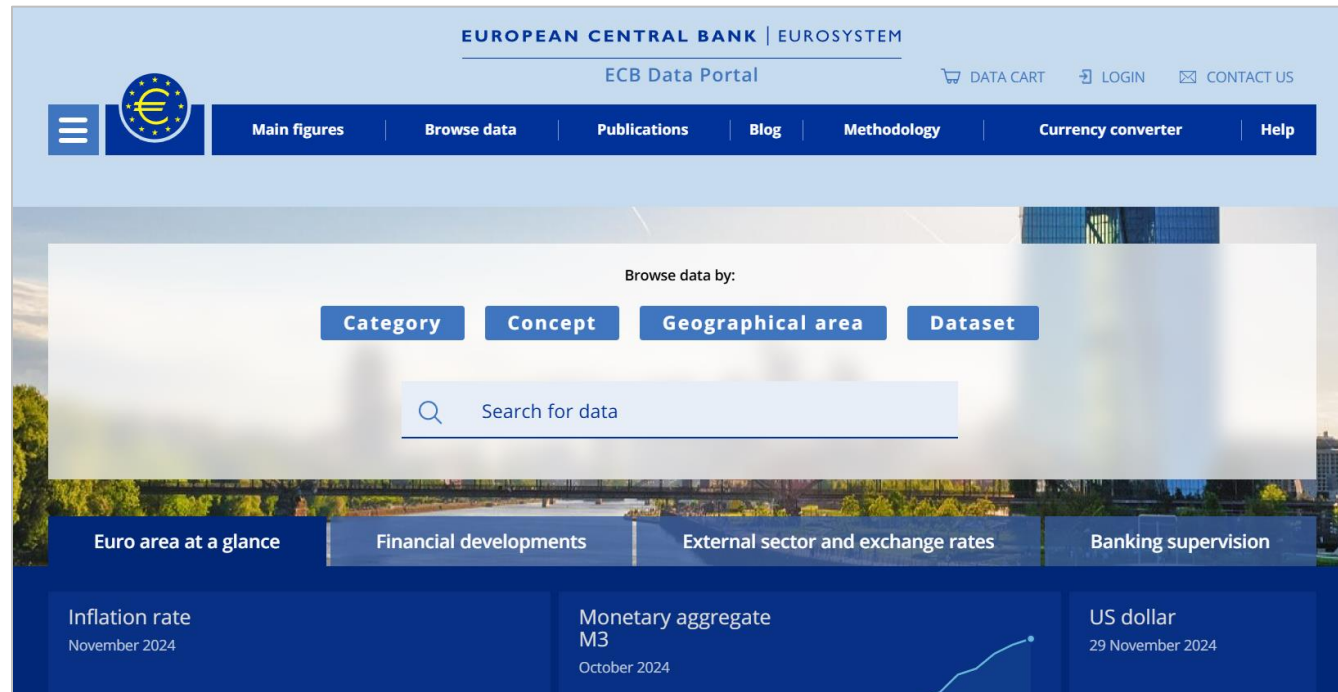 EUROPEAN CENTRAL BANK | EUROSYSTEM
ECB Data Portal
DATA CART LOGIN CONTACT US
Main figures Browse data Publications Blog Methodology Currency converter Help
Browse data by:
Category Concept Geographical area Dataset
Search for data
Euro area at a glance Financial developments External sector and exchange rates Banking supervision
Inflation rate
November 2024
Monetary aggregate
M3
October 2024
US dollar
29 November 2024